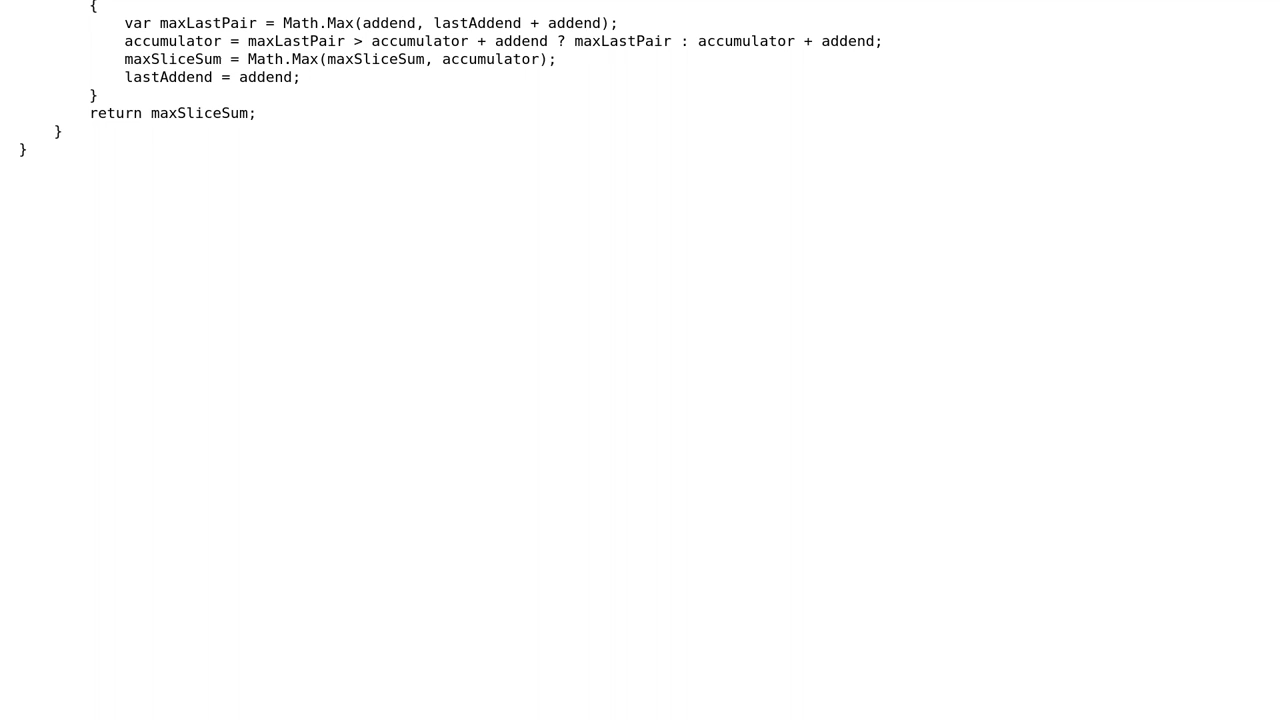 {
            var maxLastPair = Math.Max(addend, lastAddend + addend);
            accumulator = maxLastPair > accumulator + addend ? maxLastPair : accumulator + addend;
            maxSliceSum = Math.Max(maxSliceSum, accumulator);
            lastAddend = addend;
        }
        return maxSliceSum;
    }
}